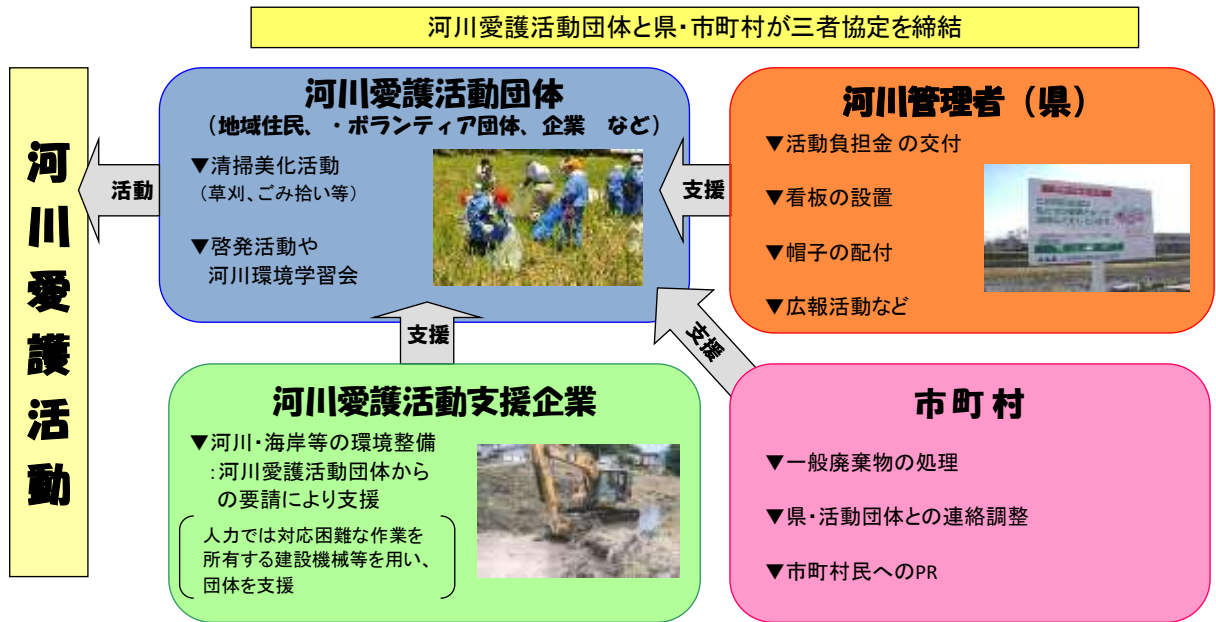 河川愛護活動団体と県・市町村が三者協定を締結
河川愛護活動
活動
河川愛護活動団体
（地域住民、・ボランティア団体、企業　など）
▼清掃美化活動
（草刈、ごみ拾い等）
▼啓発活動や
河川環境学習会
支援
河川管理者（県）
▼活動負担金の交付
▼看板の設置
▼帽子の配付
▼広報活動など
支援
支援
河川愛護活動支援企業
▼河川・海岸等の環境整備
：河川愛護活動団体から
の要請により支援
人力では対応困難な作業を
所有する建設機械等を用い、
団体を支援
市町村
▼一般廃棄物の処理
▼県・活動団体との連絡調整
▼市町村民へのPR